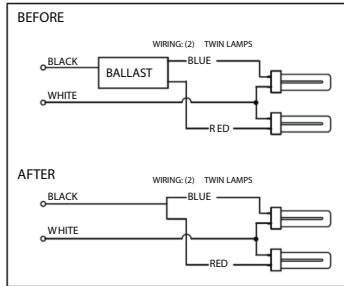 BEFORE
WIRING: (2) TWIN LAMPS
BLACK
BALLAST
BLUE
WHITE
RED
AFTER
WIRING: (2) TWIN LAMPS
BLACK
BLUE
WHITE
RED